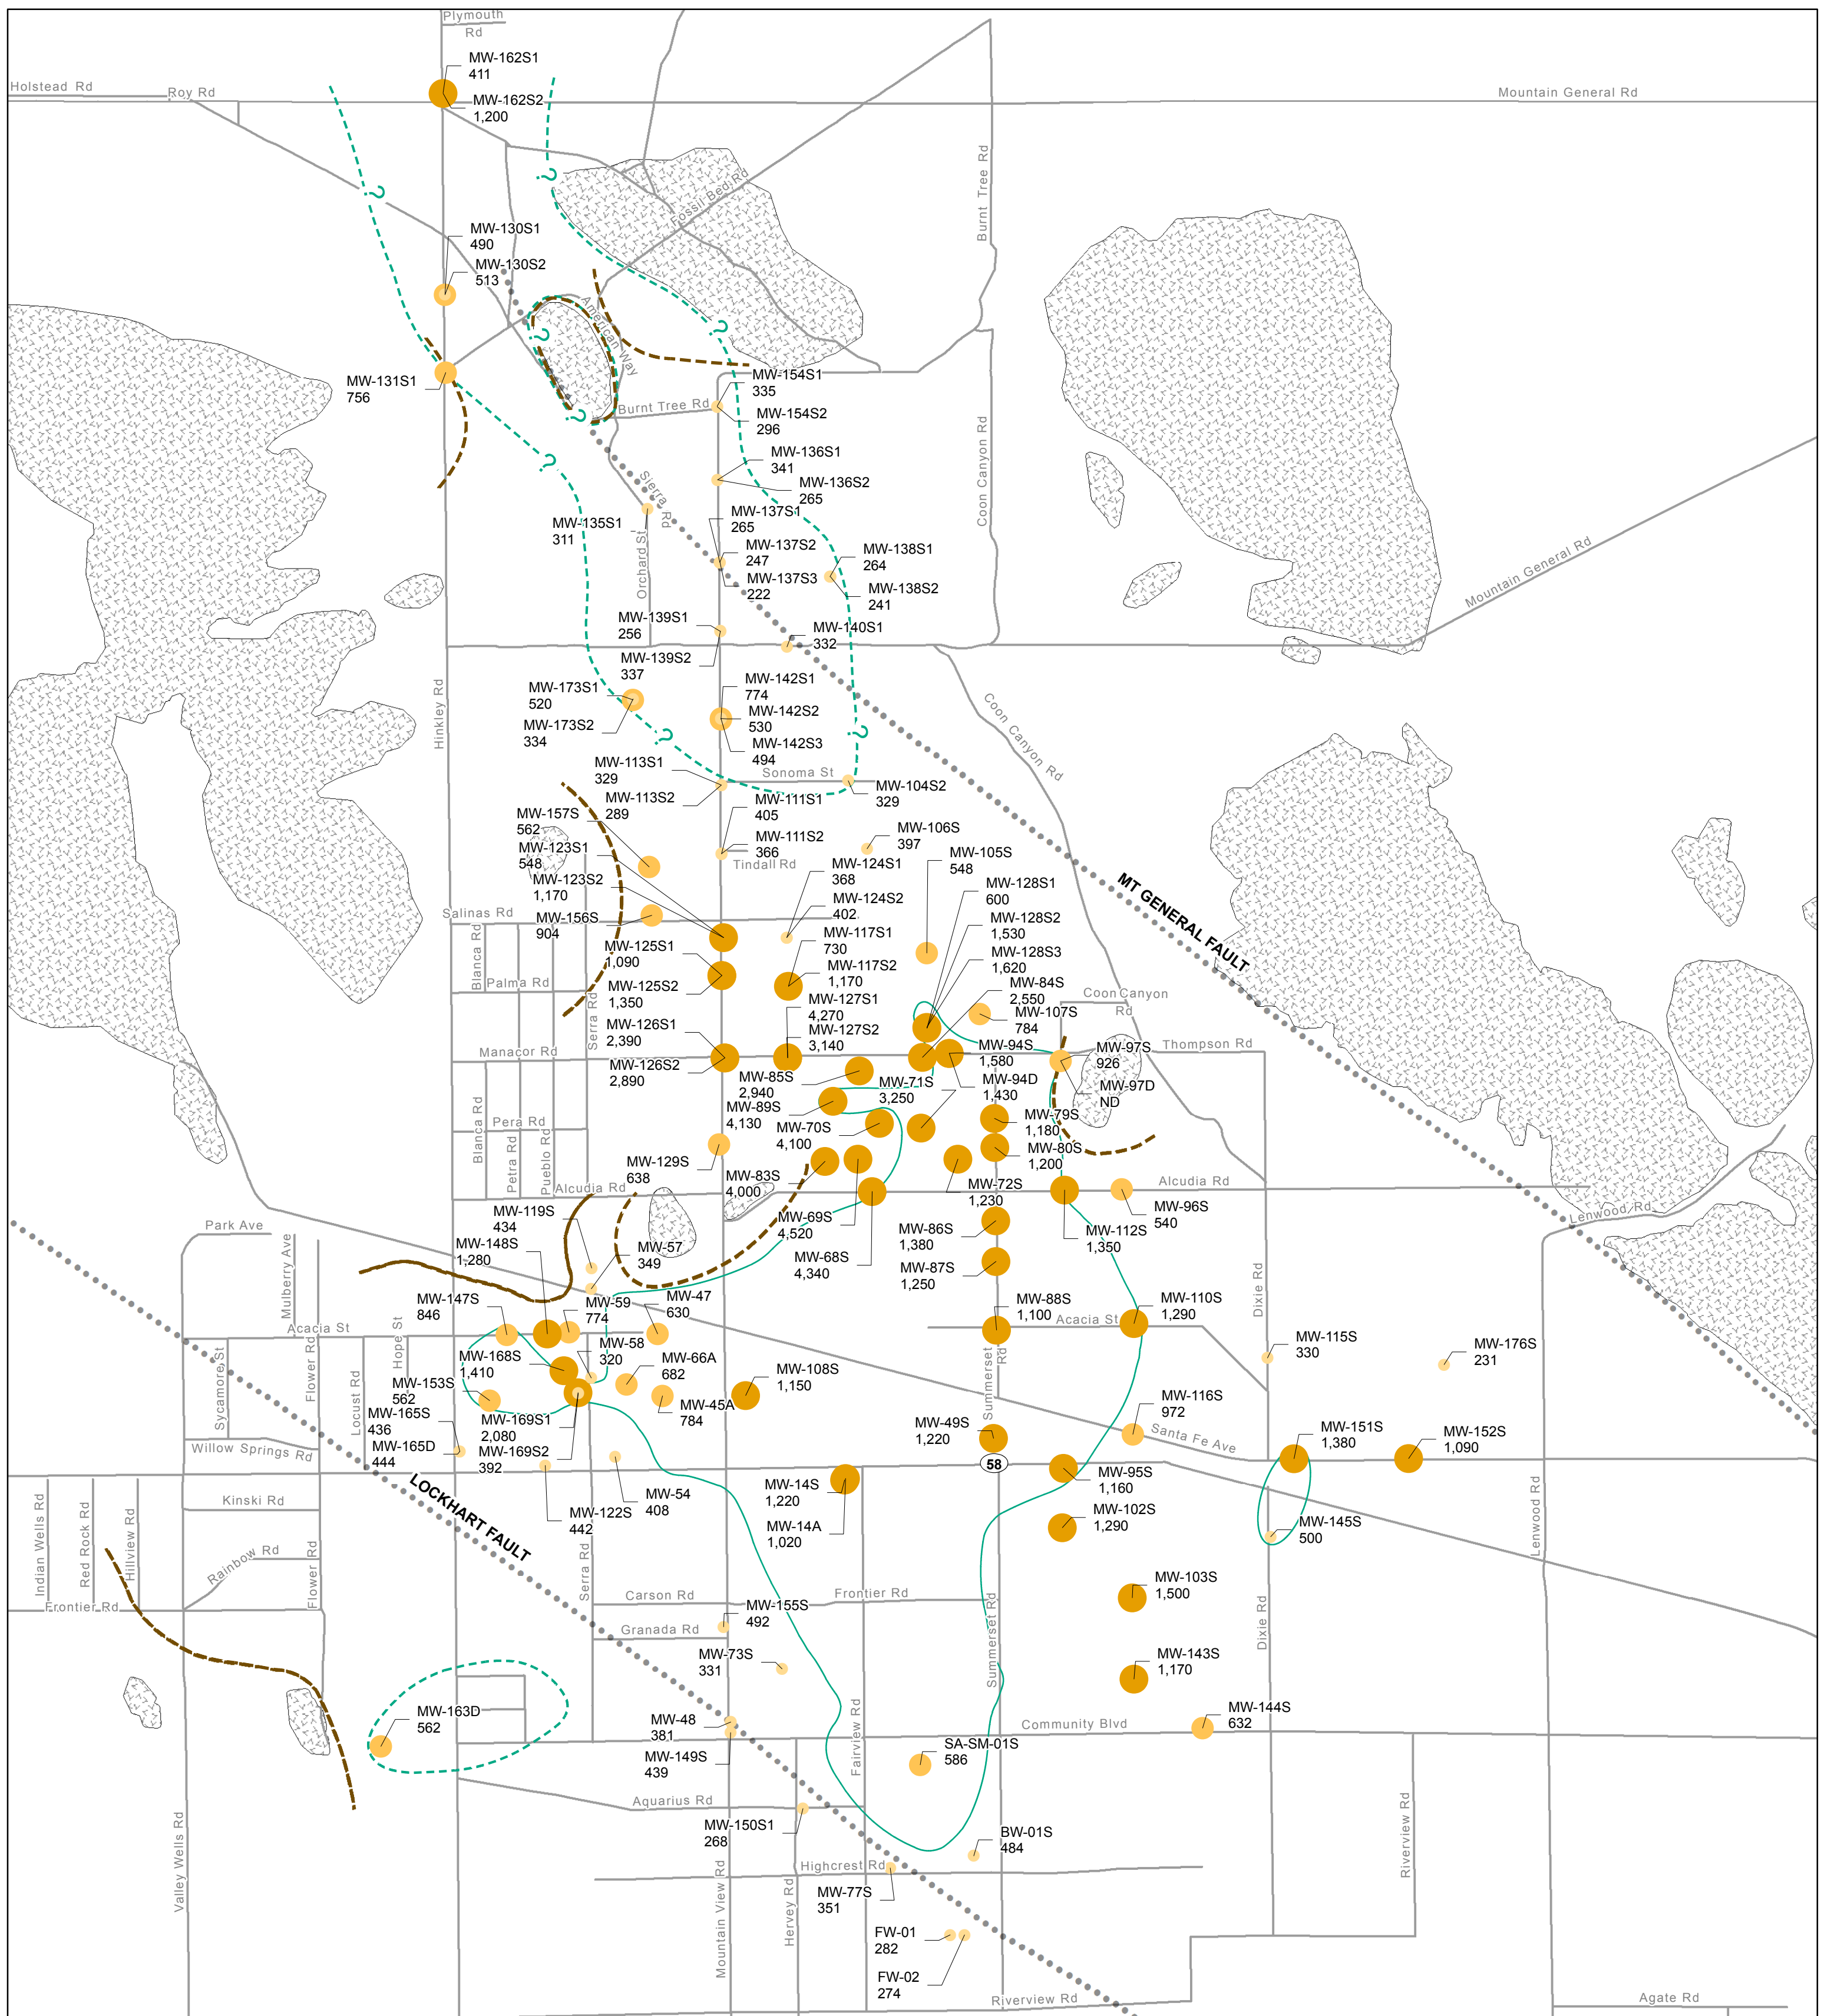 Plymouth
Rd
MW-162S1
411
Holstead Rd
Roy Rd
MW-162S2
1,200
Mountain General Rd
Burnt Tree Rd
Fossil Bed Rd
?
?
MW-130S1
490
MW-130S2
513
American Way
?
?
MW-131S1
756
MW-154S1
335
Burnt Tree Rd
?
MW-154S2
296
Coon Canyon Rd
MW-136S1
341
?
MW-136S2
265
Sierra Rd
MW-137S1
265
MW-135S1
311
Orchard St
MW-137S2
247
MW-138S1
264
MW-137S3
222
MW-138S2
241
Mountain General Rd
MW-139S1
256
MW-140S1
332
MW-139S2
337
Hinkley Rd
MW-173S1
520
MW-142S1
774
MW-173S2
334
MW-142S2
530
?
?
MW-142S3
494
Coon Canyon Rd
MW-113S1
329
Sonoma St
MW-113S2
289
MW-104S2
329
MW-111S1
405
MW-157S
562
MW-111S2
366
MW-106S
397
Tindall Rd
MW-123S1
548
MW-124S1
368
MW-105S
548
MT GENERAL FAULT
MW-123S2
1,170
MW-124S2
402
MW-128S1
600
Salinas Rd
MW-156S
904
MW-117S1
730
MW-128S2
1,530
MW-125S1
1,090
MW-117S2
1,170
MW-128S3
1,620
Blanca Rd
Palma Rd
MW-125S2
1,350
MW-127S1
4,270
MW-84S
2,550
Coon Canyon
Rd
Serra Rd
MW-126S1
2,390
MW-127S2
3,140
MW-107S
784
Manacor Rd
MW-126S2
2,890
MW-94S
1,580
MW-97S
926
Thompson Rd
MW-85S
2,940
MW-71S
3,250
MW-94D
1,430
MW-97D
ND
MW-89S
4,130
MW-79S
1,180
Blanca Rd
Pera Rd
Petra Rd
Pueblo Rd
MW-70S
4,100
MW-80S
1,200
MW-129S
638
MW-83S
4,000
MW-72S
1,230
Alcudia Rd
Alcudia Rd
MW-96S
540
MW-119S
434
MW-69S
4,520
MW-86S
1,380
MW-112S
1,350
Lenwood Rd
Park Ave
Mulberry Ave
MW-148S
1,280
MW-57
349
MW-68S
4,340
MW-87S
1,250
Dixie Rd
MW-147S
846
MW-59
774
MW-47
630
MW-88S
1,100
MW-110S
1,290
Acacia St
Acacia St
Hope St
MW-58
320
MW-115S
330
MW-176S
231
Sycamore St
Flower Rd
Locust Rd
MW-168S
1,410
MW-66A
682
MW-108S
1,150
Summerset
Rd
MW-153S
562
MW-45A
784
MW-165S
436
MW-169S1
2,080
MW-49S
1,220
MW-116S
972
Santa Fe Ave
MW-151S
1,380
MW-152S
1,090
Willow Springs Rd
MW-165D
444
MW-169S2
392
58
LOCKHART FAULT
MW-54
408
MW-14S
1,220
MW-95S
1,160
Indian Wells Rd
Red Rock Rd
Hillview Rd
Kinski Rd
MW-122S
442
MW-14A
1,020
MW-102S
1,290
MW-145S
500
Lenwood Rd
Rainbow Rd
Flower Rd
Serra Rd
Carson Rd
Frontier Rd
MW-103S
1,500
Frontier Rd
MW-155S
492
Granada Rd
Summerset Rd
Dixie Rd
MW-73S
331
MW-143S
1,170
MW-163D
562
MW-48
381
Fairview Rd
Community Blvd
MW-144S
632
MW-149S
439
SA-SM-01S
586
Aquarius Rd
Valley Wells Rd
MW-150S1
268
BW-01S
484
Riverview Rd
Highcrest Rd
Mountain View Rd
Hervey Rd
MW-77S
351
FW-01
282
FW-02
274
Riverview Rd
Agate Rd